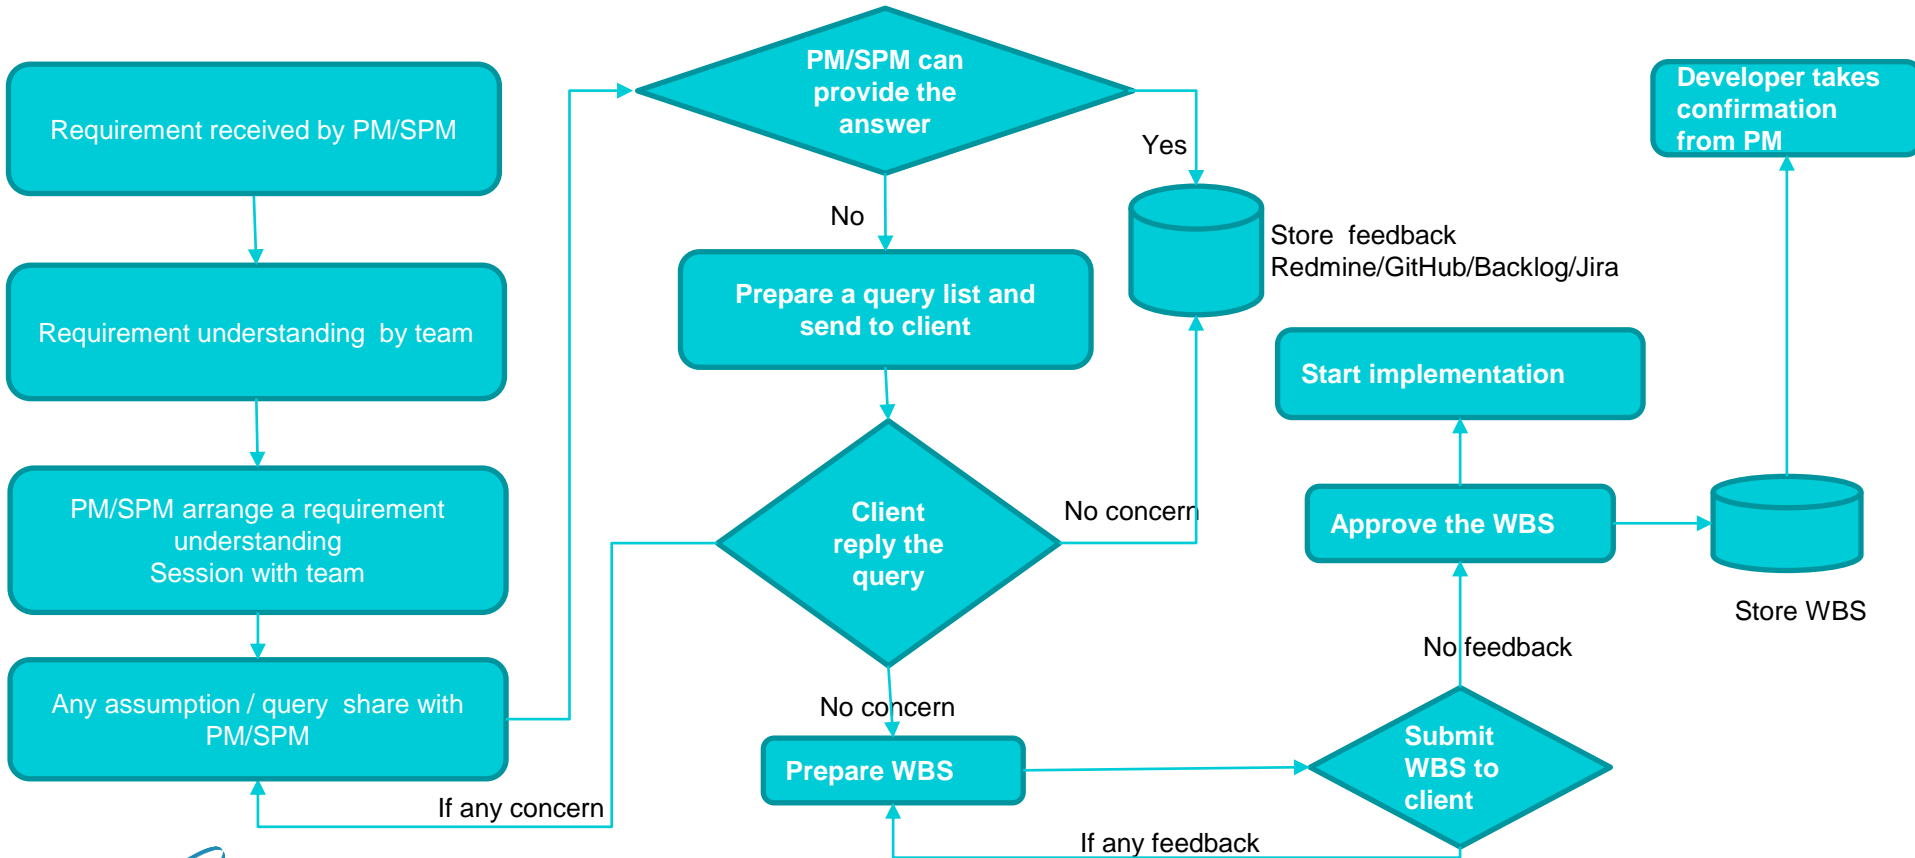 Requirement received by PM/SPM
Requirement understanding by team
PM/SPM arrange a requirement
understanding
Session with team
Any assumption / query share with
PM/SPM
If any concern
PM/SPM can
provide the
answer
Yes
No
Store feedback
Redmine/GitHub/Backlog/Jira
Prepare a query list and
send to client
Client
reply the
query
No concern
No concern
Prepare WBS
If any feedback
Submit
WBS to
client
No feedback
Approve the WBS
Start implementation
Store WBS
Developer takes
confirmation
from PM